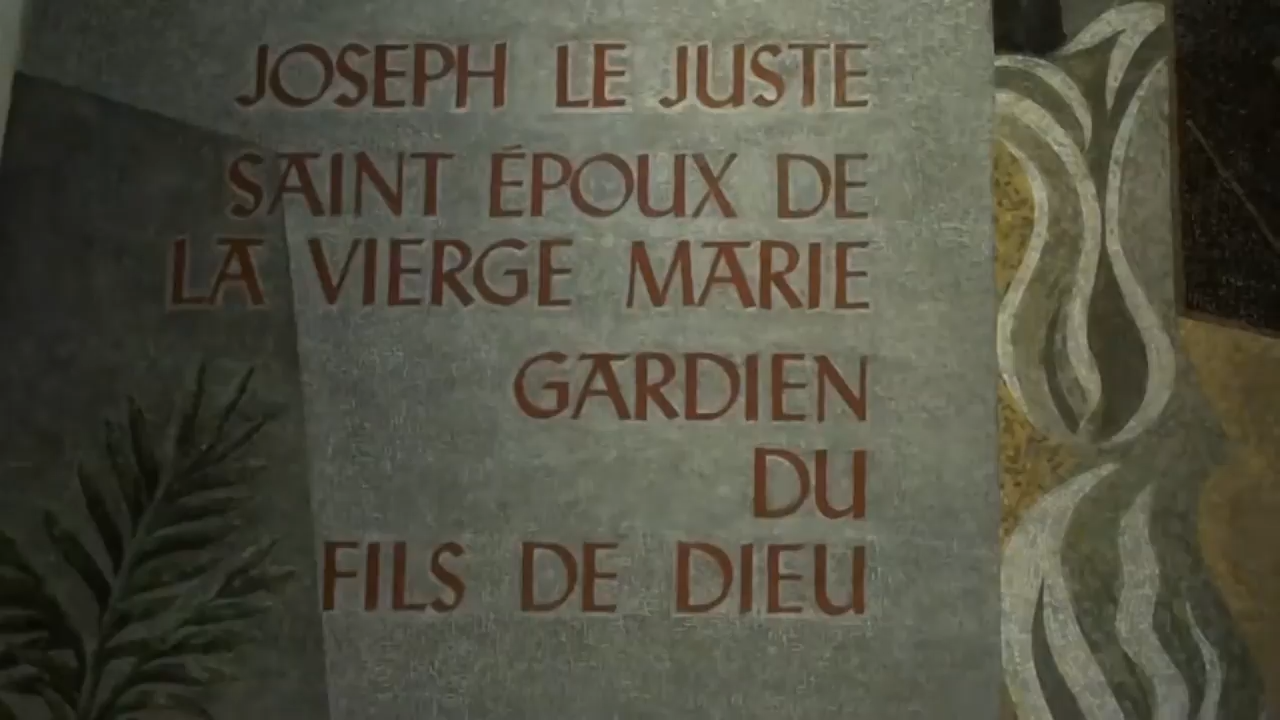 JOSEPH LE JUSTE
SAINT ÉPOUX DE
LA VIERGE MARIE
GARDIEN
DU
FILS DE DIEU